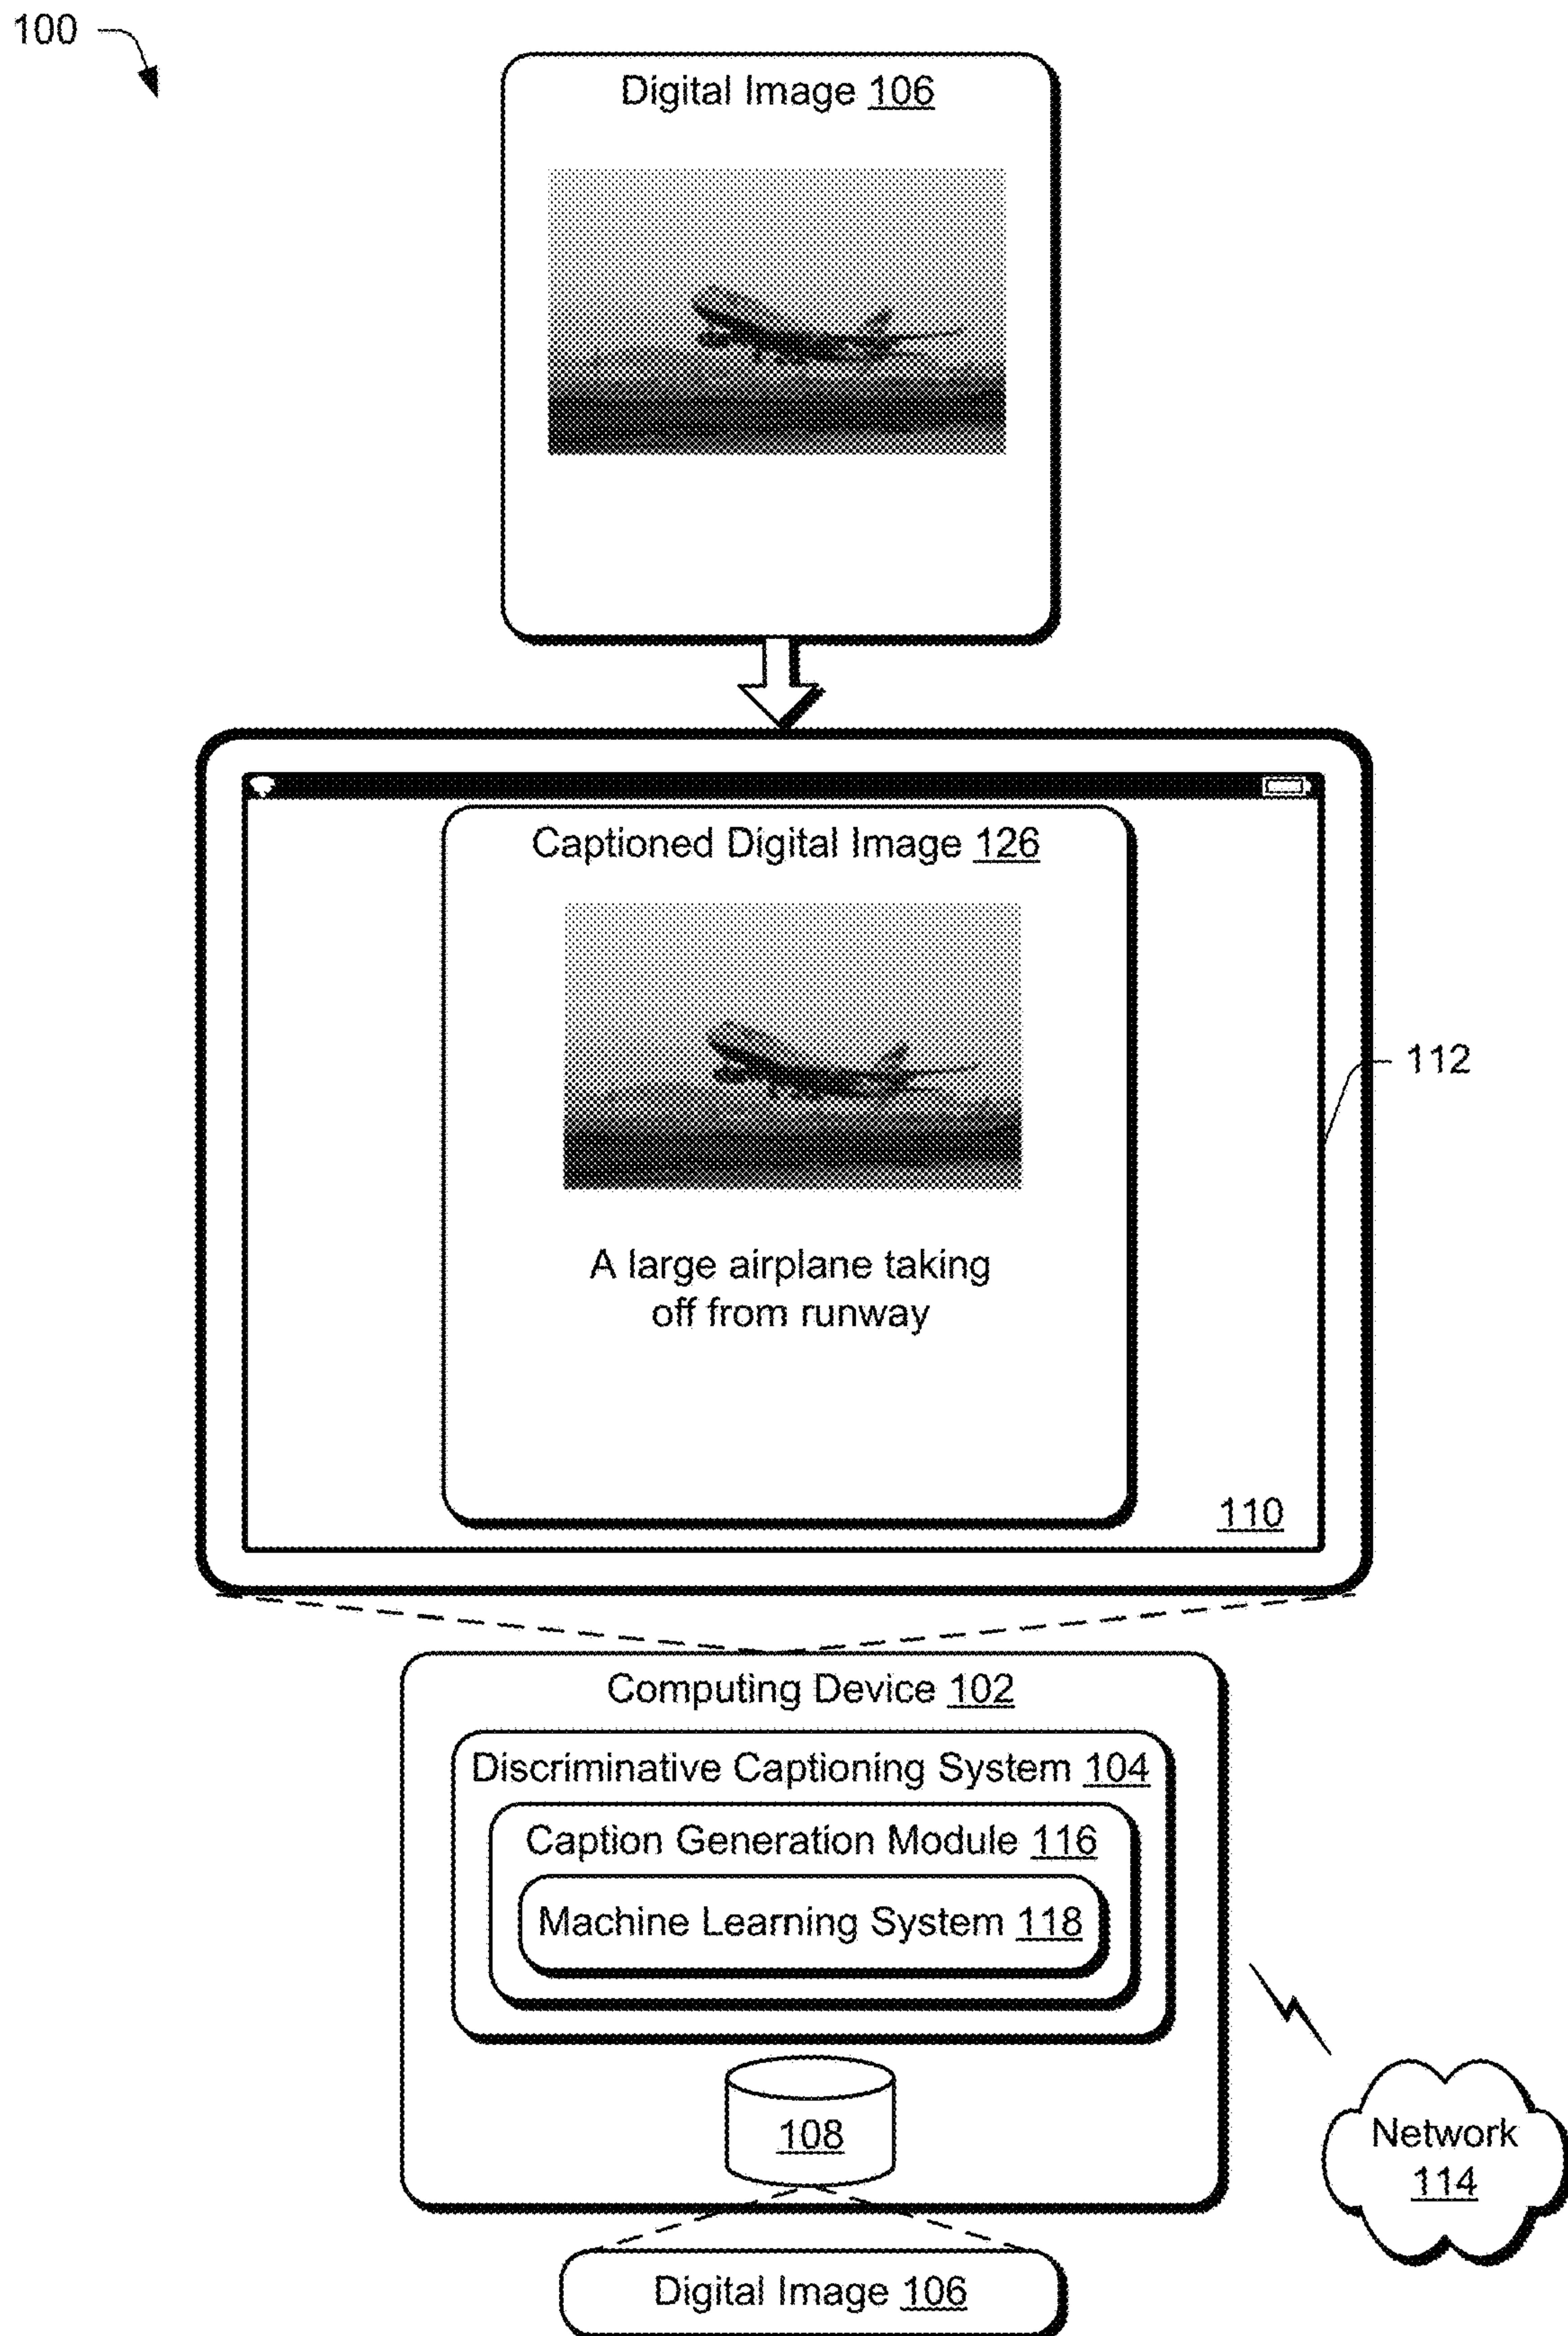 100
Digital Image 106
Captioned Digital Image 126
112
A large airplane taking
off from runway
110
Computing Device 102
Discriminative Captioning System 104
Caption Generation Module 116
Machine Learning System 118
108
Network
114
Digital Image 106